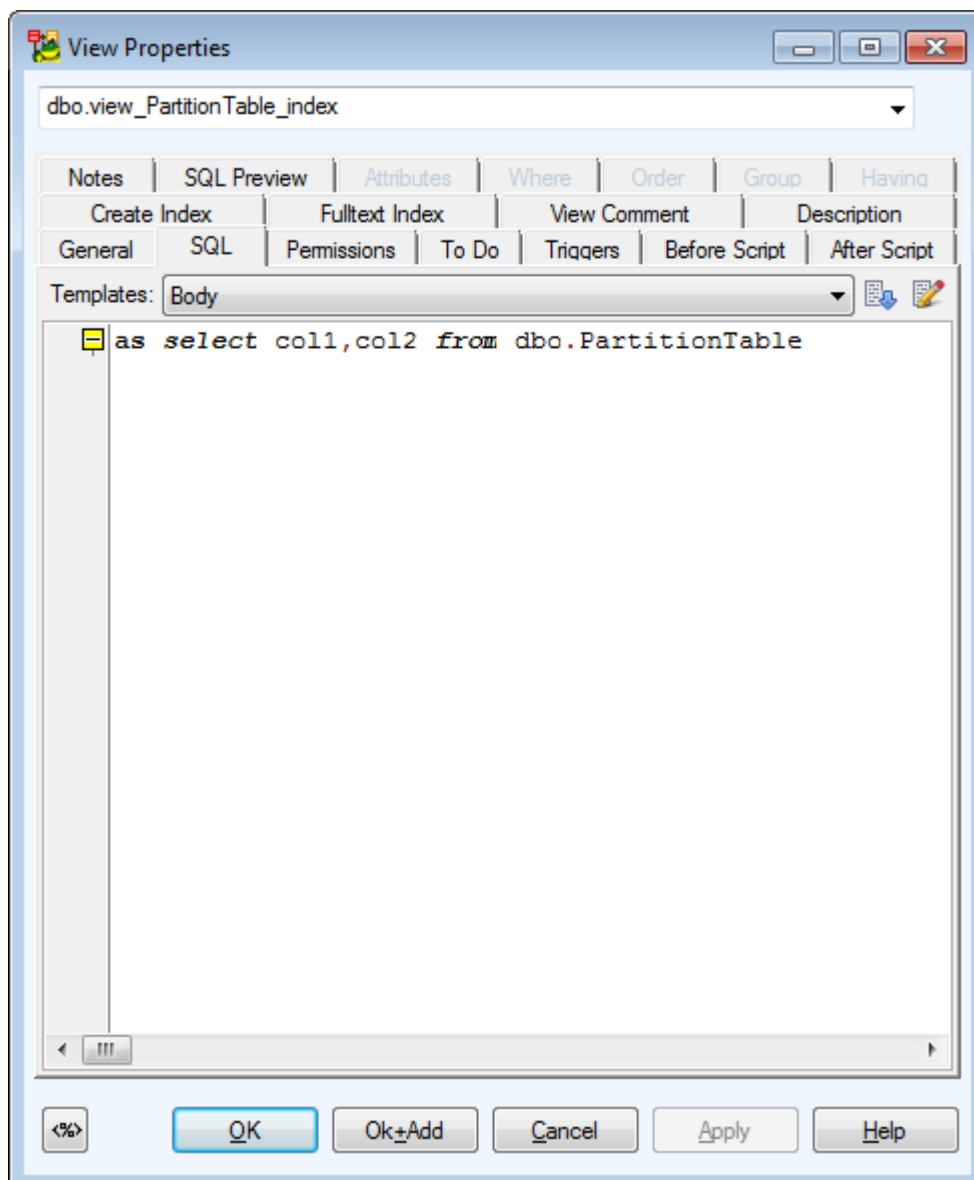 View Properties
dbo.view_PartitionTable_index
Notes SQL Preview Attributes Where Order Group Having
Create Index Fulltext Index View Comment Description
General SQL Permissions To Do Triggers Before Script After Script
Templates: Body
as select col1,col2 from dbo.PartitionTable
<%> OK Ok+Add Cancel Apply Help